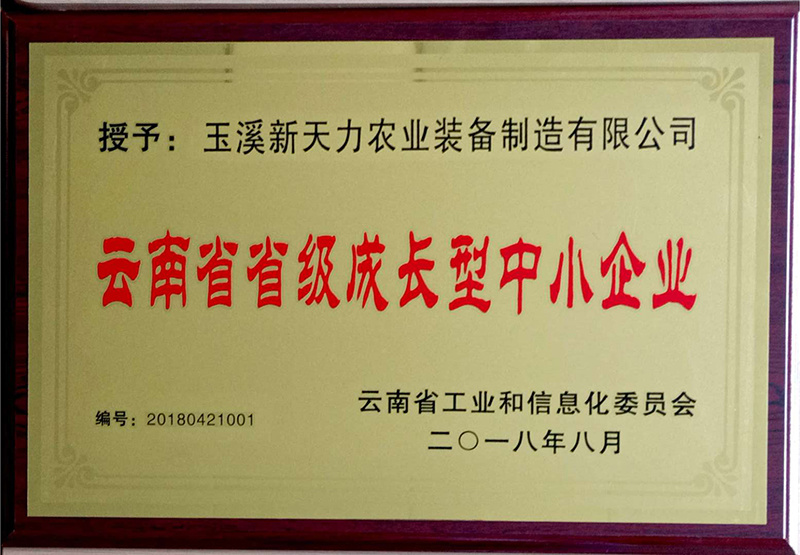 授予：玉溪新天力农业装备制造有限公司
云南省省级成长型中小企业
云南省工业和信息化委员会
编号：20180421001
二〇一八年八月